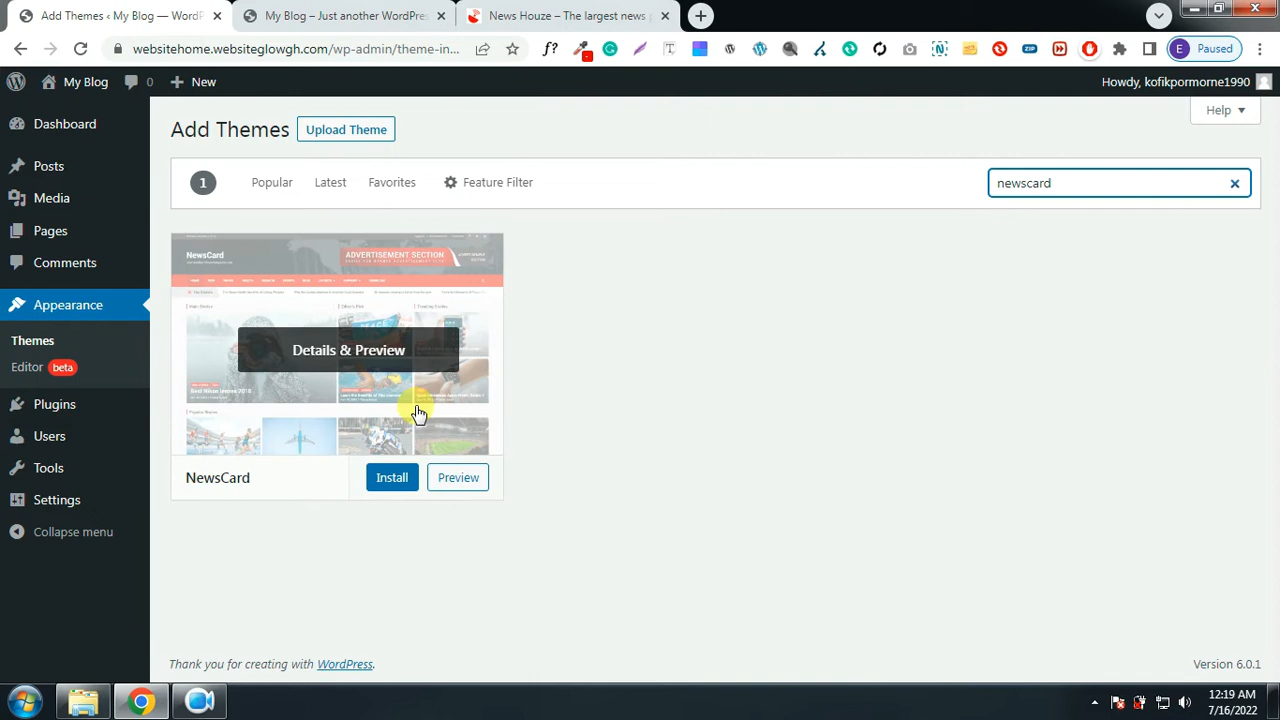 Add Themes ‹ My Blog — WordP
My Blog – Just another WordPres
News Houze – The largest news
websitehome.websiteglowgh.com/wp-admin/theme-in...
f?
ZIP
E Paused
My Blog 0 New
Howdy, kofikpormorne1990
Dashboard
Posts
Media
Pages
Comments
Appearance
Themes
Editor beta
Plugins
Users
Tools
Settings
Collapse menu
Add Themes Upload Theme
Help
1 Popular Latest Favorites Feature Filter
newscard
NewsCard
ADVERTISEMENT SECTION
Details & Preview
NewsCard Install Preview
Thank you for creating with WordPress.
Version 6.0.1
12:19 AM
7/16/2022